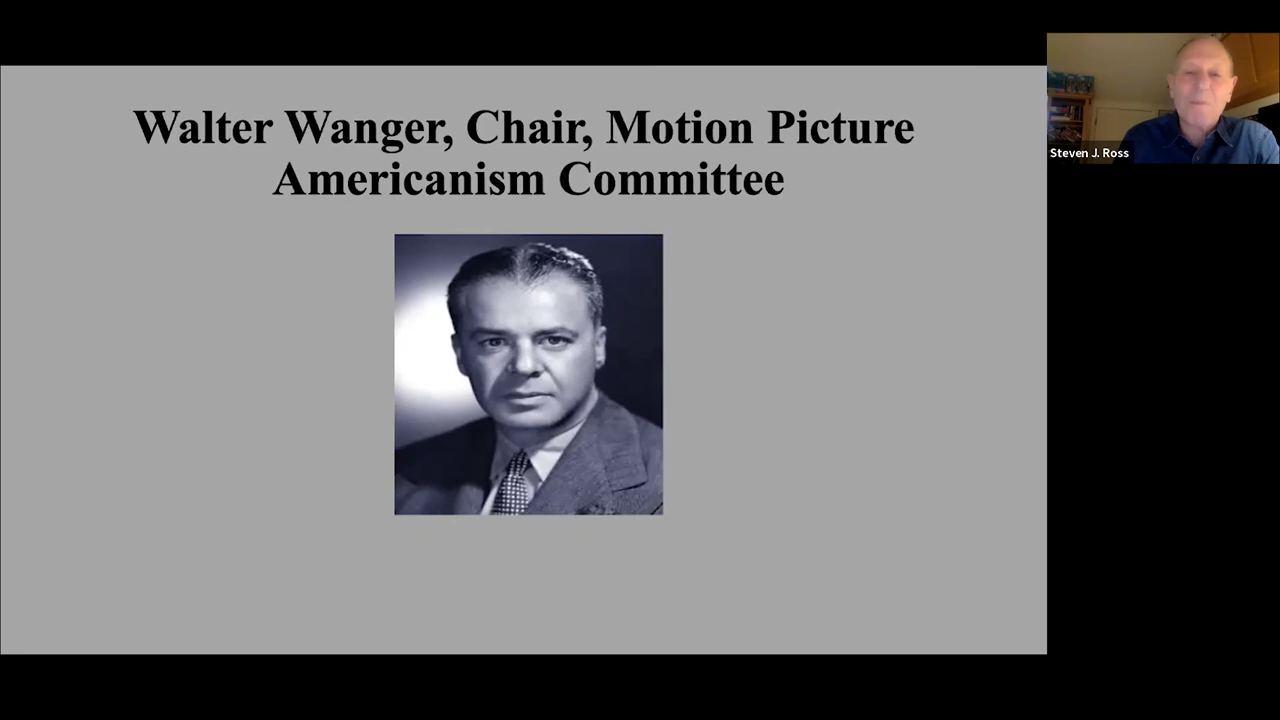 Walter Wanger, Chair, Motion Picture
Americanism Committee
Steven J. Ross